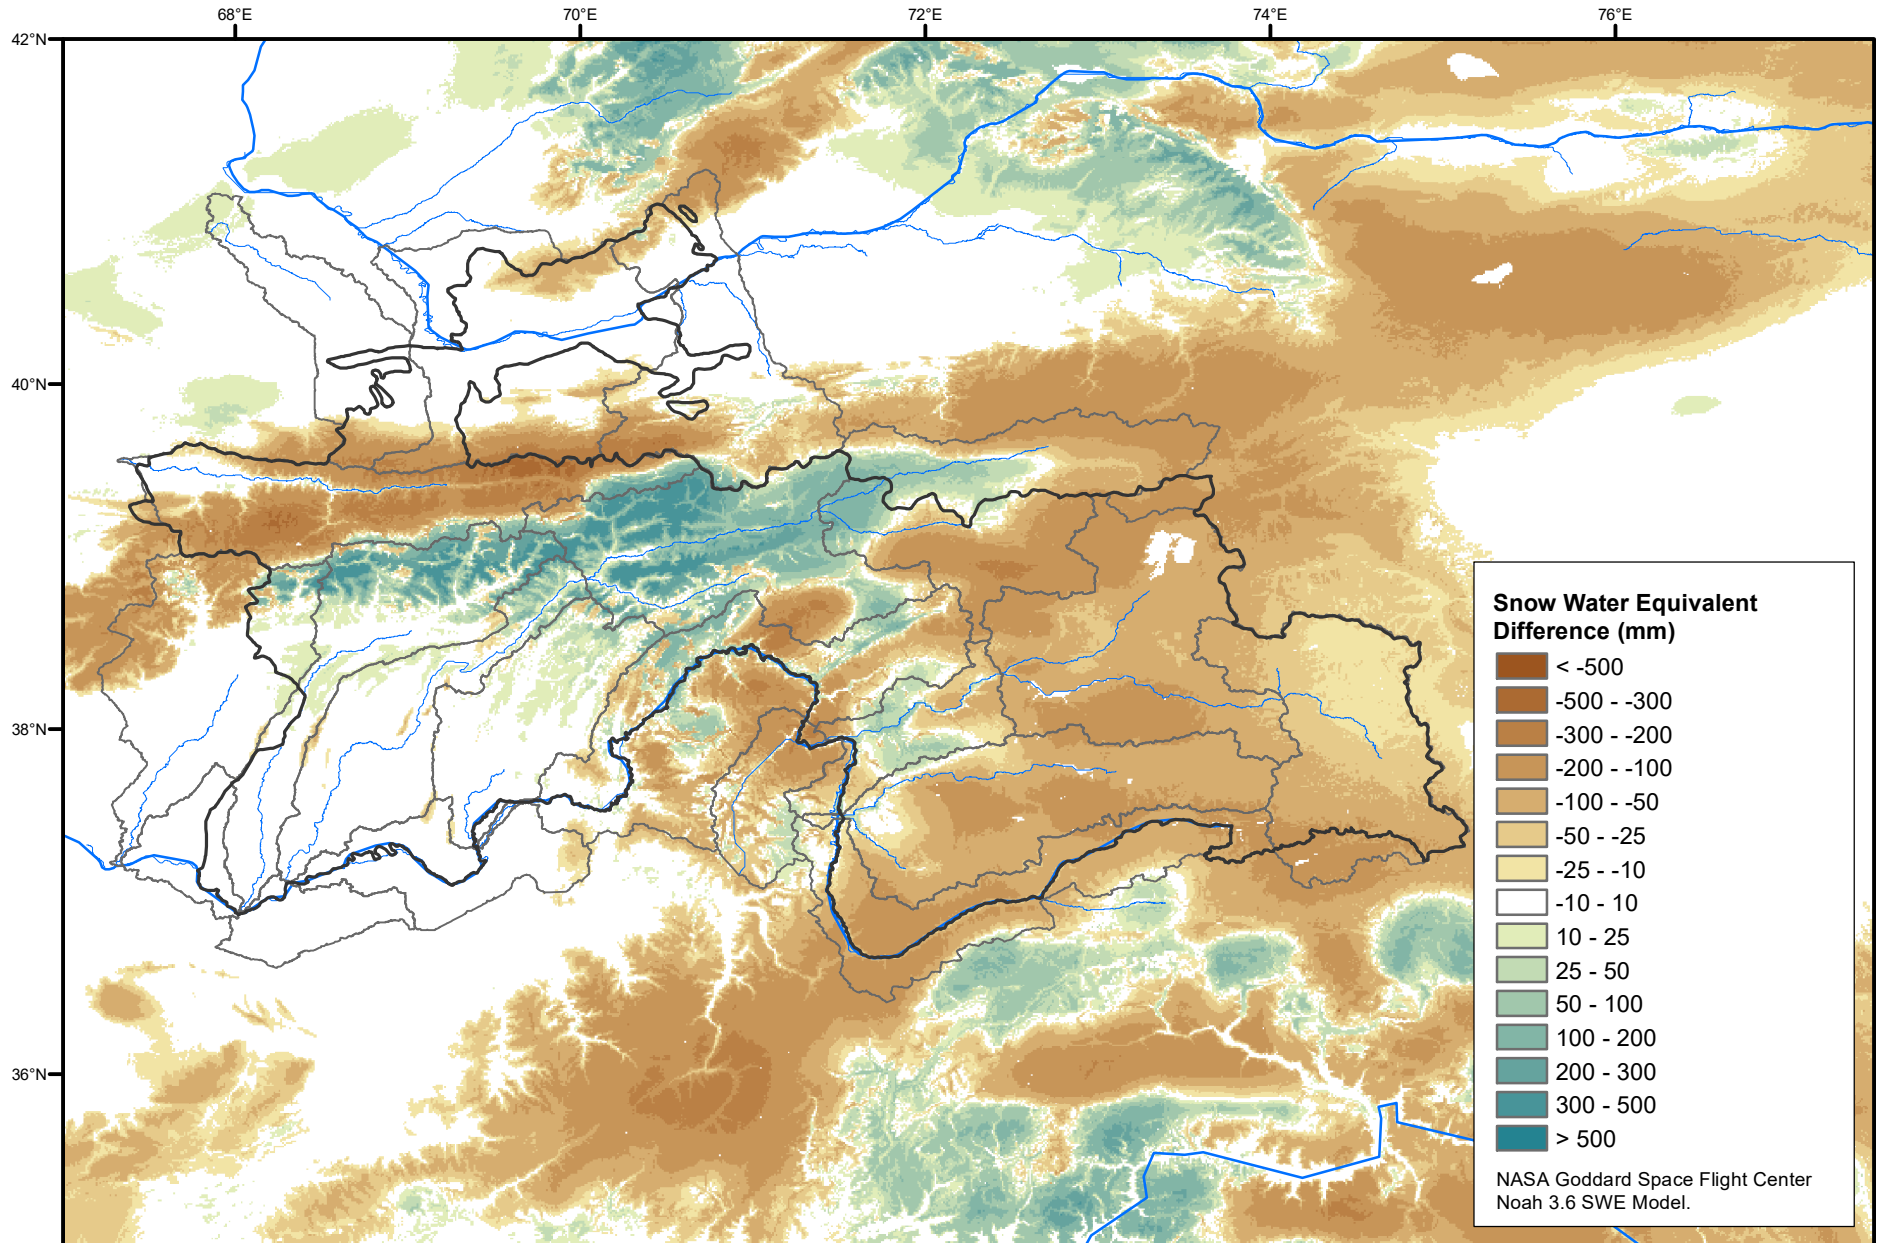 68°E 70°E 72°E 74°E 76°E
42°N
40°N
38°N
36°N
Snow Water Equivalent
Difference (mm)
< -500
-500 - -300
-300 - -200
-200 - -100
-100 - -50
-50 - -25
-25 - -10
-10 - 10
10 - 25
25 - 50
50 - 100
100 - 200
200 - 300
300 - 500
> 500
NASA Goddard Space Flight Center
Noah 3.6 SWE Model.